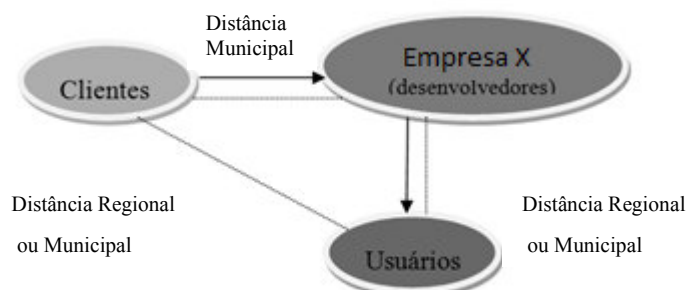 Distância
Municipal
Empresa X
(desenvolvedores)
Clientes
Distância Regional
ou Municipal
Distância Regional
ou Municipal
Usuários